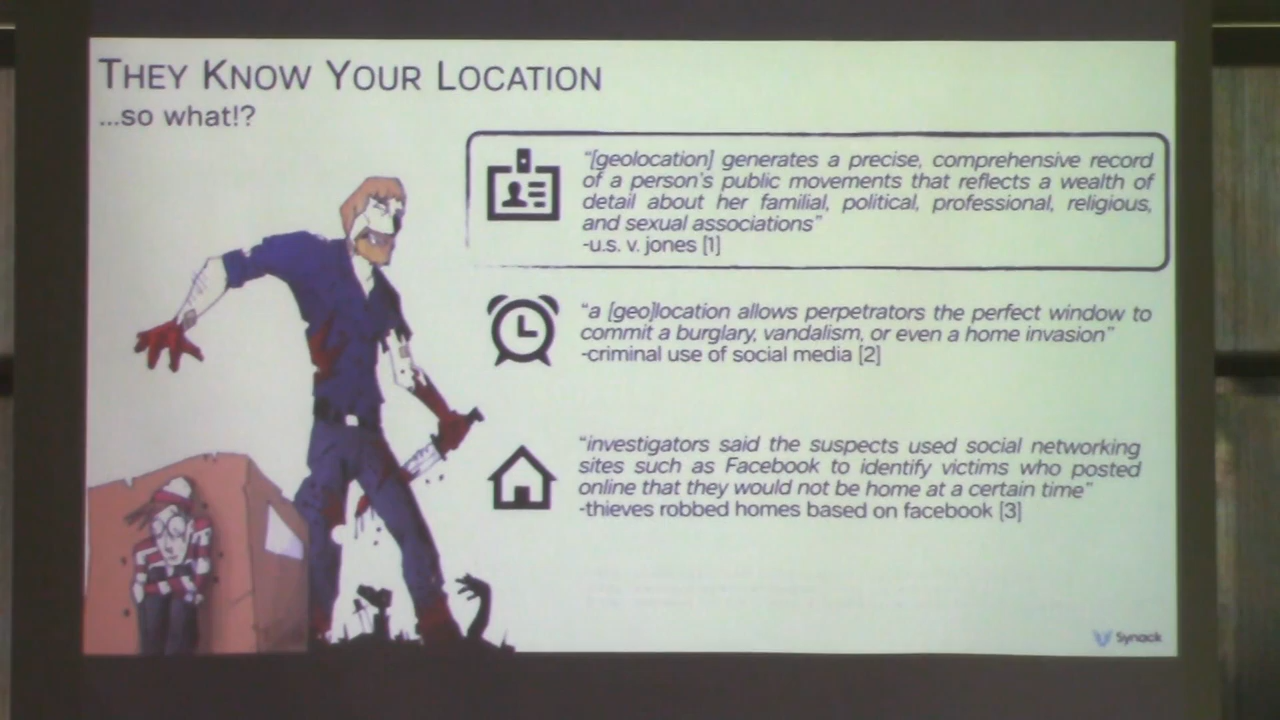 THEY KNOW YOUR LOCATION
...so what!?
"[geolocation] generates a precise, comprehensive record
of a person's public movements that reflects a wealth of
detail about her familial, political, professional, religious,
and sexual associations"
-u.s. v. jones [1]
"a [geo]location allows perpetrators the perfect window to
commit a burglary, vandalism, or even a home invasion"
-criminal use of social media [2]
"investigators said the suspects used social networking
sites such as Facebook to identify victims who posted
online that they would not be home at a certain time"
-thieves robbed homes based on facebook [3]
Synack